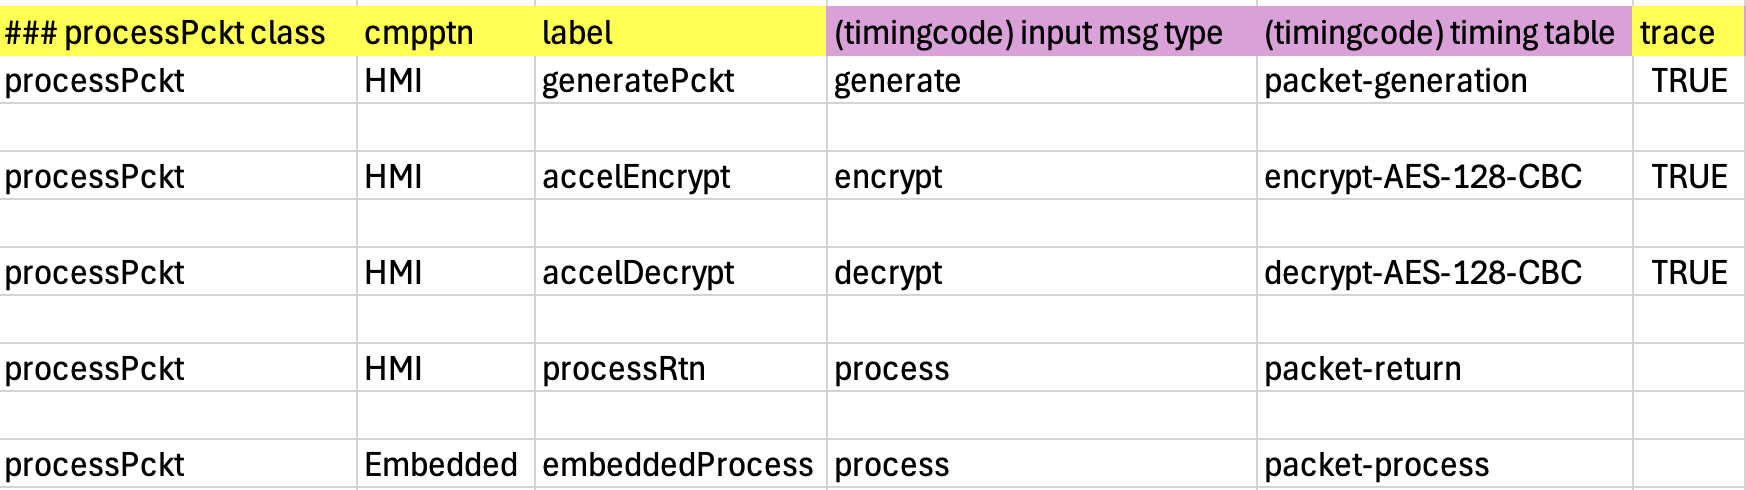 ### processPckt class cmpptn label (timingcode) input msg type (timingcode) timing table trace
processPckt HMI generatePckt generate packet-generation TRUE
processPckt HMI accelEncrypt encrypt encrypt-AES-128-CBC TRUE
processPckt HMI accelDecrypt decrypt decrypt-AES-128-CBC TRUE
processPckt HMI processRtn process packet-return
processPckt Embedded embeddedProcess process packet-process